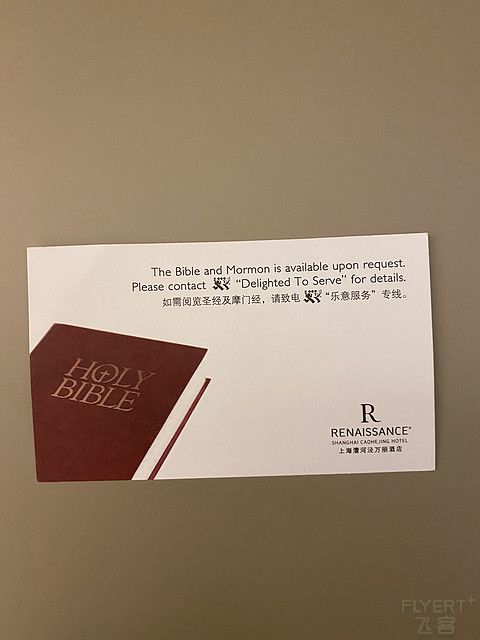 The Bible and Mormon is available upon request.
Please contact “Delighted To Serve” for details.
如需阅览圣经及摩门经，请致电 “乐意服务” 专线。
HOLY
BIBLE
R
RENAISSANCE®
SHANGHAI CAOHEJING HOTEL
上海漕河泾万丽酒店
FLYERT+
飞客